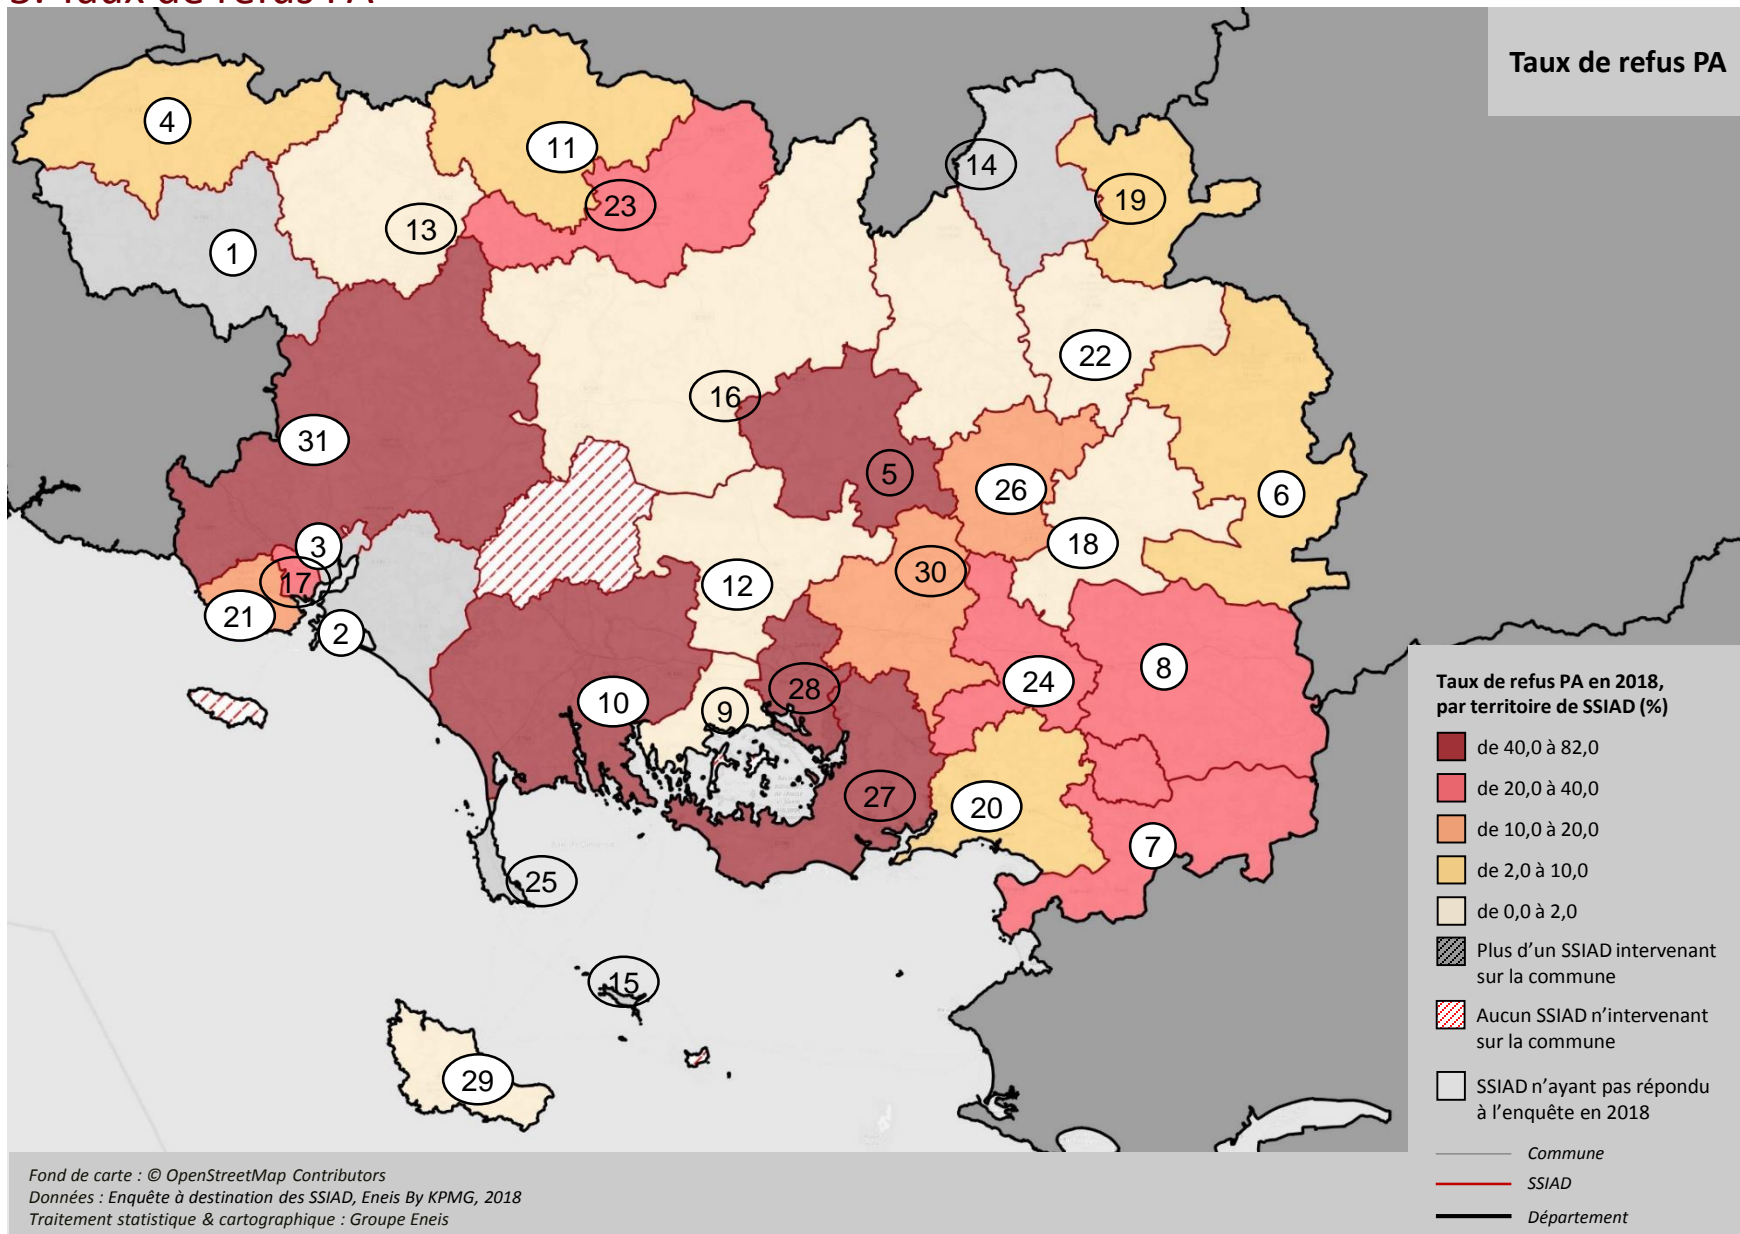 3. Taux de refus PA
Taux de refus PA
4
11
14
23
19
13
1
22
16
31
5
26
6
3
18
17
30
12
21
2
8
24
28
10
9
27
20
7
25
15
29
Taux de refus PA en 2018,
par territoire de SSIAD (%)
de 40,0 à 82,0
de 20,0 à 40,0
de 10,0 à 20,0
de 2,0 à 10,0
de 0,0 à 2,0
Plus d’un SSIAD intervenant
sur la commune
Aucun SSIAD n’intervenant
sur la commune
SSIAD n’ayant pas répondu
à l’enquête en 2018
Commune
SSIAD
Département
Fond de carte : © OpenStreetMap Contributors
Données : Enquête à destination des SSIAD, Eneis By KPMG, 2018
Traitement statistique & cartographique : Groupe Eneis